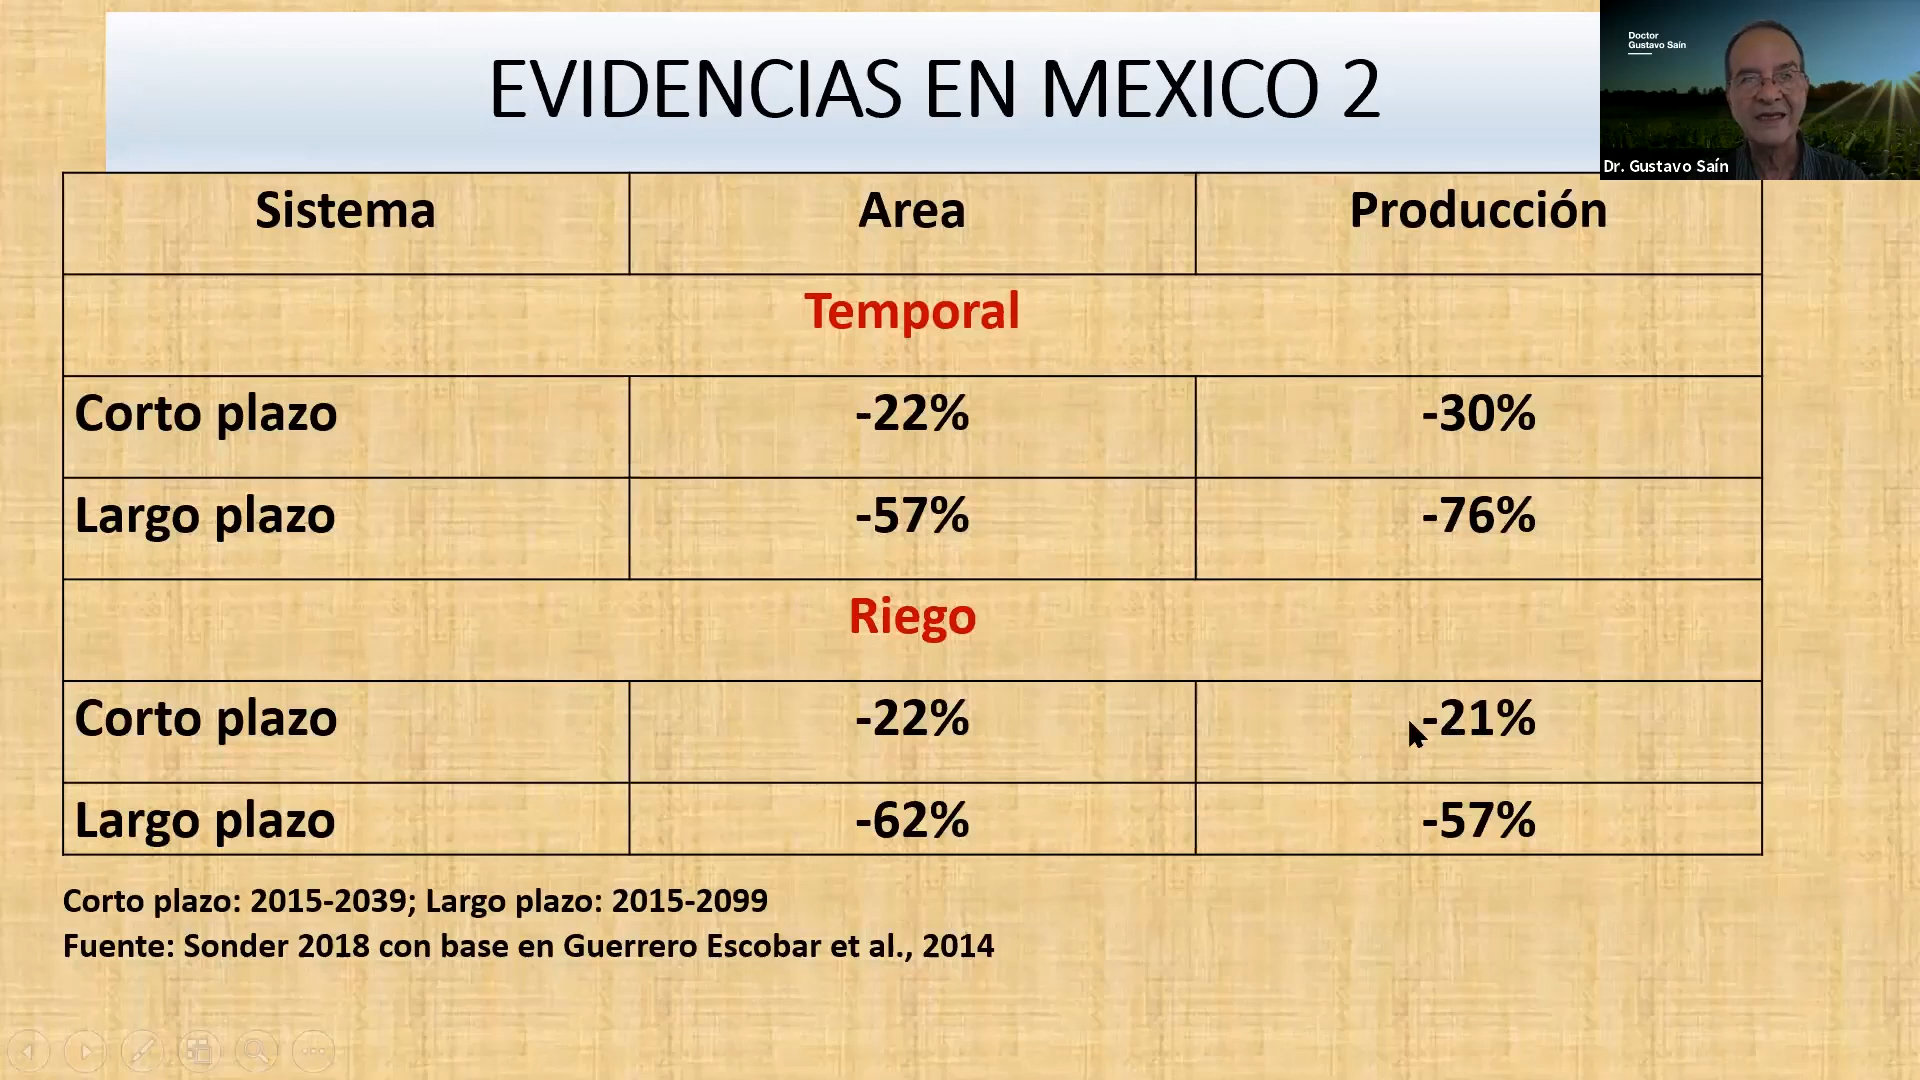 EVIDENCIAS EN MEXICO 2
Doctor
Gustavo Saín
Dr. Gustavo Saín
Sistema Area Producción
Temporal
Corto plazo -22% -30%
Largo plazo -57% -76%
Riego
Corto plazo -22% -21%
Largo plazo -62% -57%
Corto plazo: 2015-2039; Largo plazo: 2015-2099
Fuente: Sonder 2018 con base en Guerrero Escobar et al., 2014